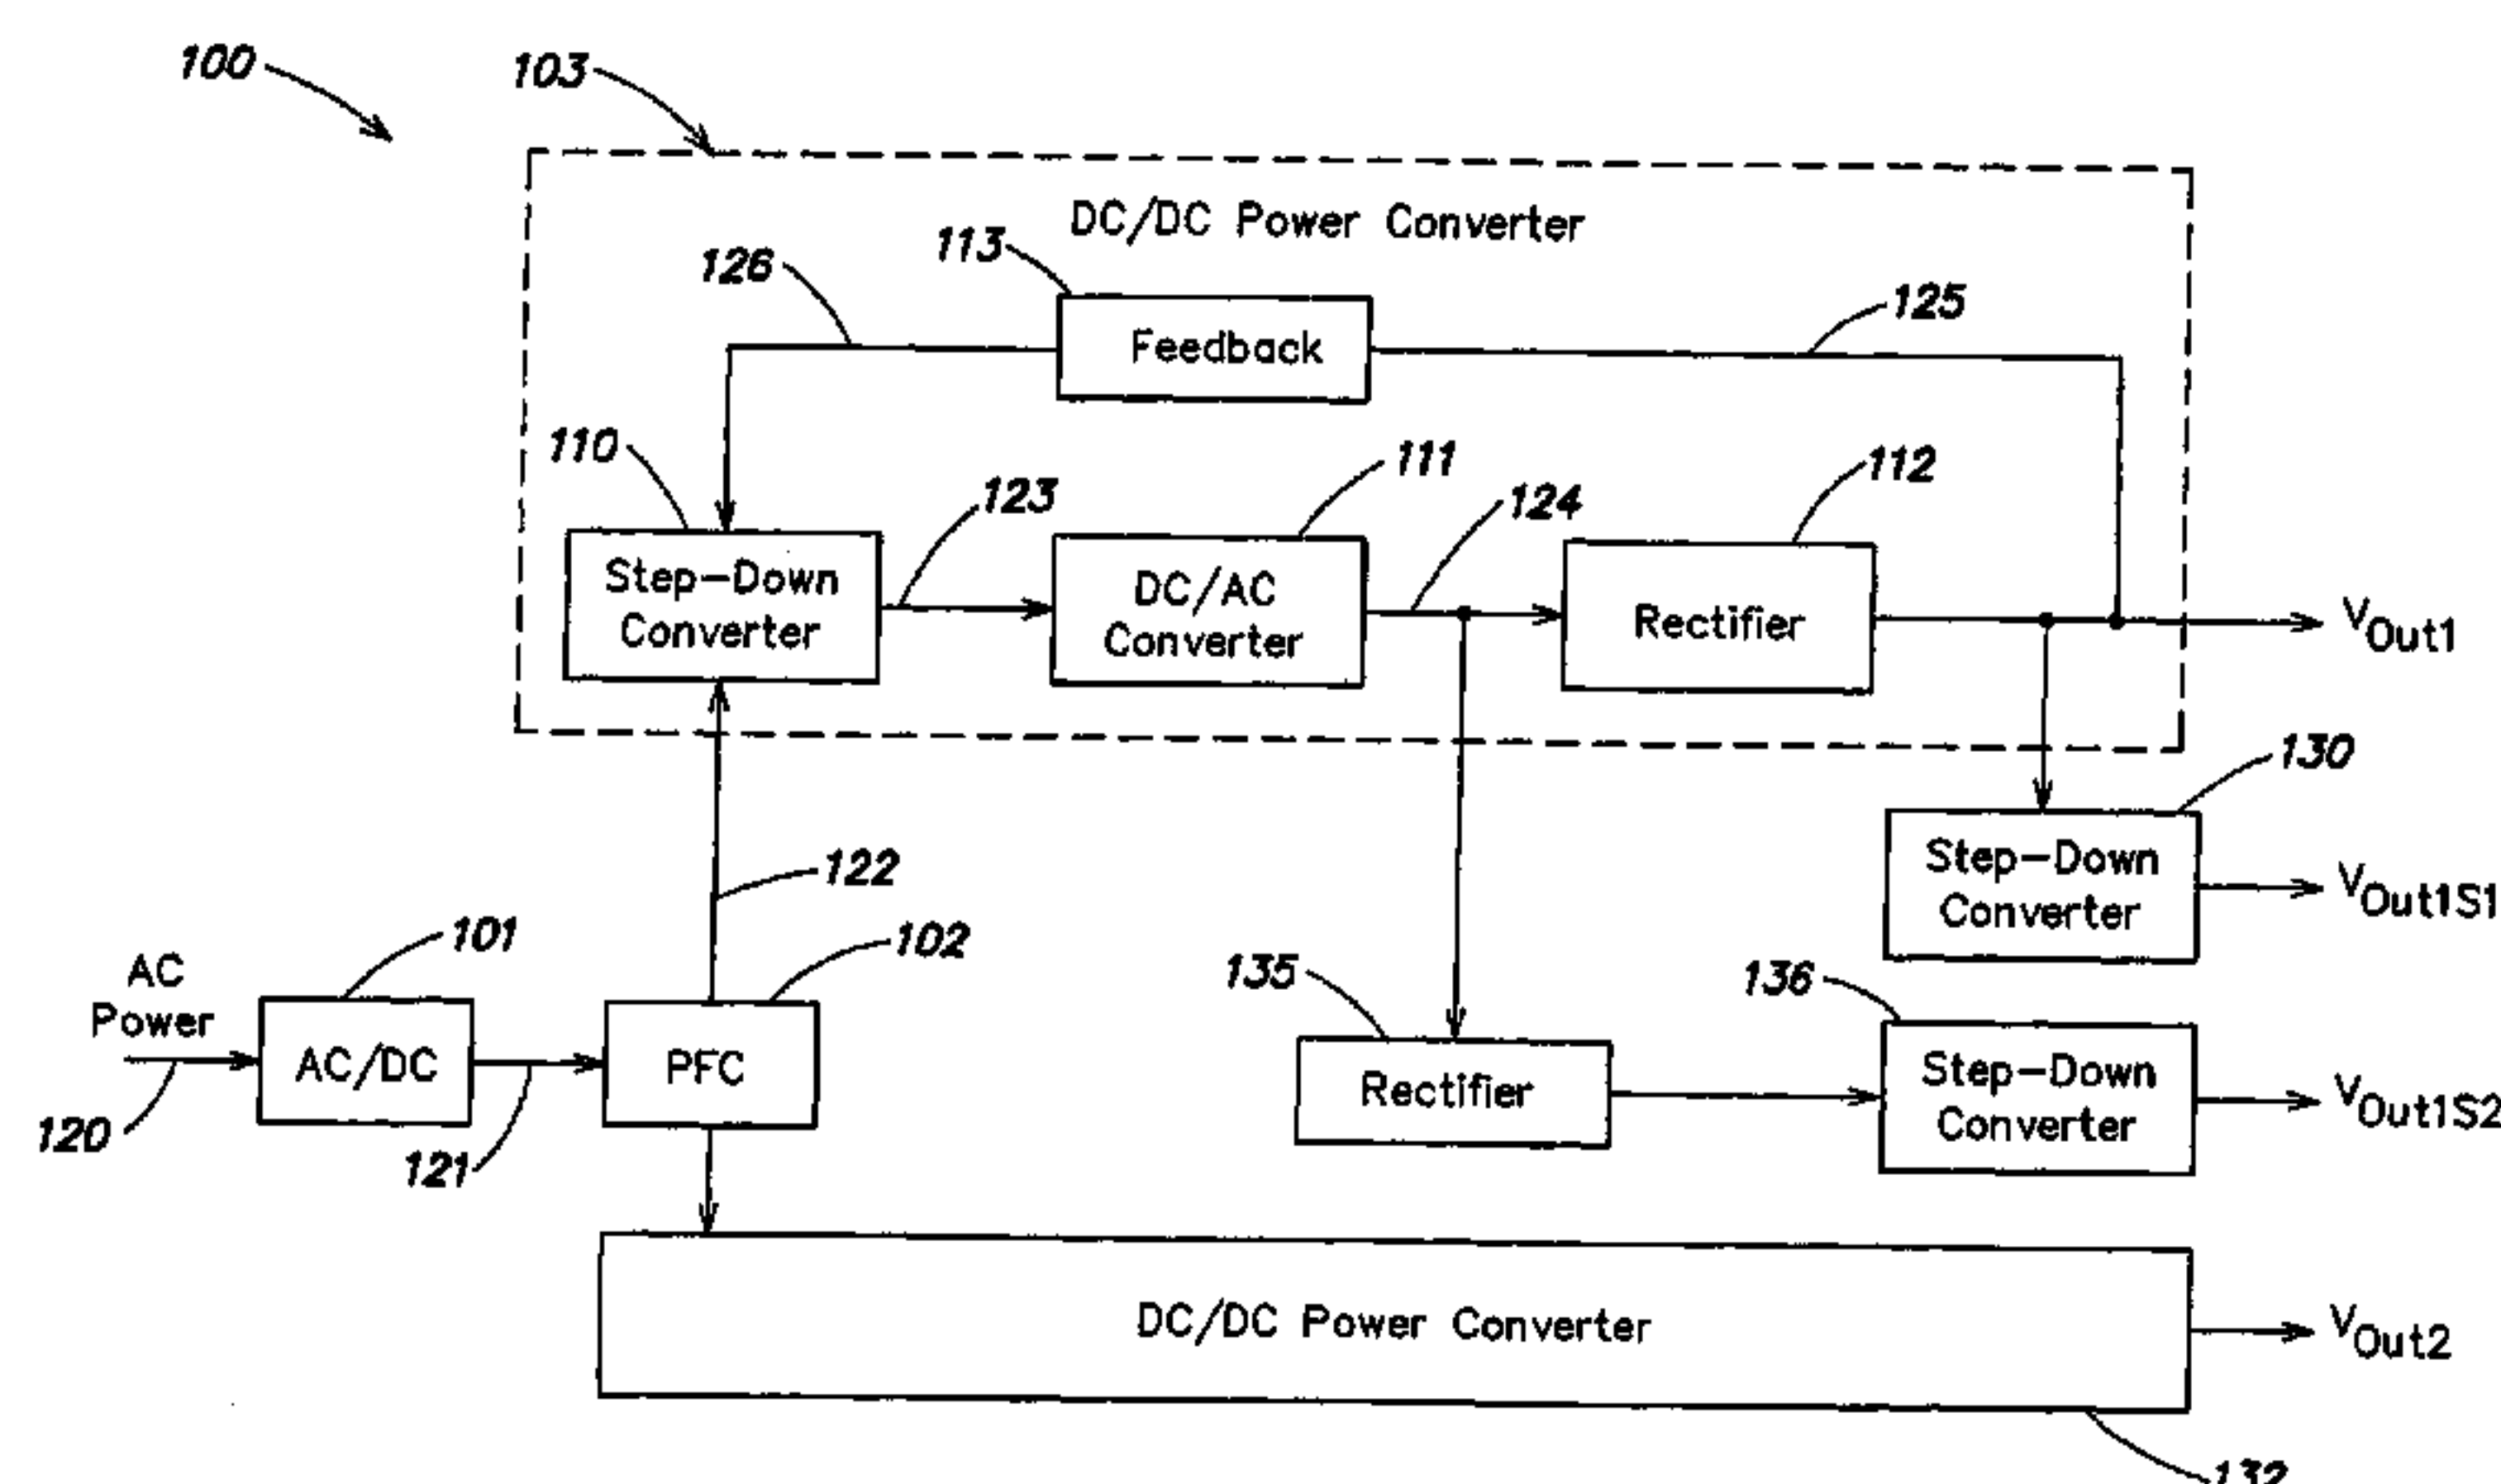 100
103
DC/DC Power Converter
113
126
125
Feedback
110
123
111
124
112
Step-Down
Converter
DC/AC
Converter
Rectifier
VOut1
130
122
Step-Down
Converter
VOut1S1
101
102
135
136
AC
Power
AC/DC
PFC
Rectifier
Step-Down
Converter
VOut1S2
120
121
DC/DC Power Converter
VOut2
132